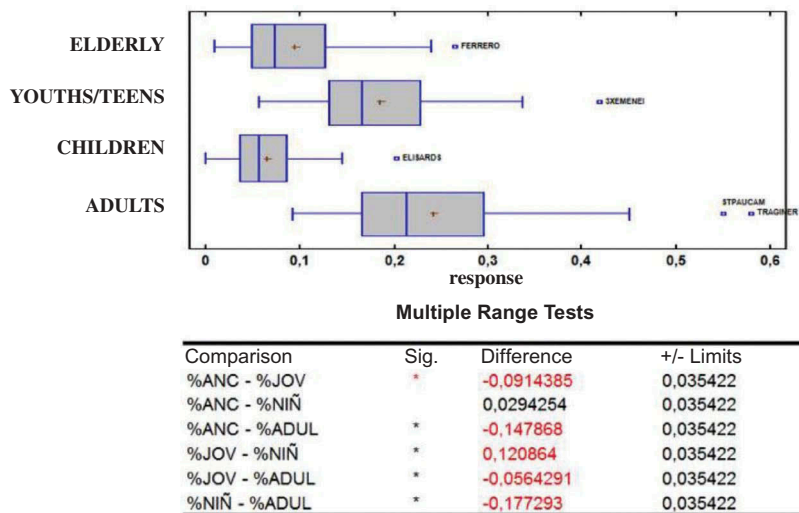 ELDERLY
FERRERO
YOUTHS/TEENS
3XEMENEI
CHILDREN
ELISARDS
ADULTS
STPAUCAM
TRAGINER
0 0,1 0,2 0,3 0,4 0,5 0,6
response
Multiple Range Tests
Comparison Sig. Difference +/- Limits
%ANC - %JOV * -0,0914385 0,035422
%ANC - %NIÑ 0,0294254 0,035422
%ANC - %ADUL * -0,147868 0,035422
%JOV - %NIÑ * 0,120864 0,035422
%JOV - %ADUL * -0,0564291 0,035422
%NIÑ - %ADUL * -0,177293 0,035422